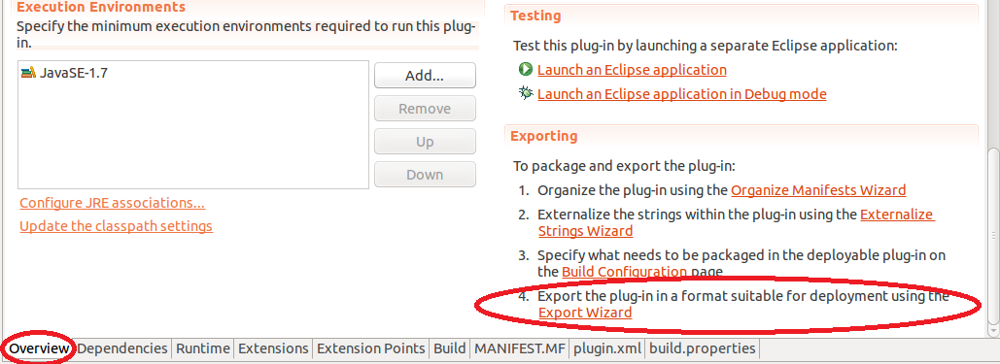 Execution Environments
Specify the minimum execution environments required to run this plug-
in.
JavaSE-1.7
Add...
Remove
Up
Down
Configure JRE associations...
Update the classpath settings
Testing
Test this plug-in by launching a separate Eclipse application:
Launch an Eclipse application
Launch an Eclipse application in Debug mode
Exporting
To package and export the plug-in:
1. Organize the plug-in using the Organize Manifests Wizard
2. Externalize the strings within the plug-in using the Externalize
Strings Wizard
3. Specify what needs to be packaged in the deployable plug-in on
the Build Configuration page
4. Export the plug-in in a format suitable for deployment using the
Export Wizard
Overview Dependencies Runtime Extensions Extension Points Build MANIFEST.MF plugin.xml build.properties